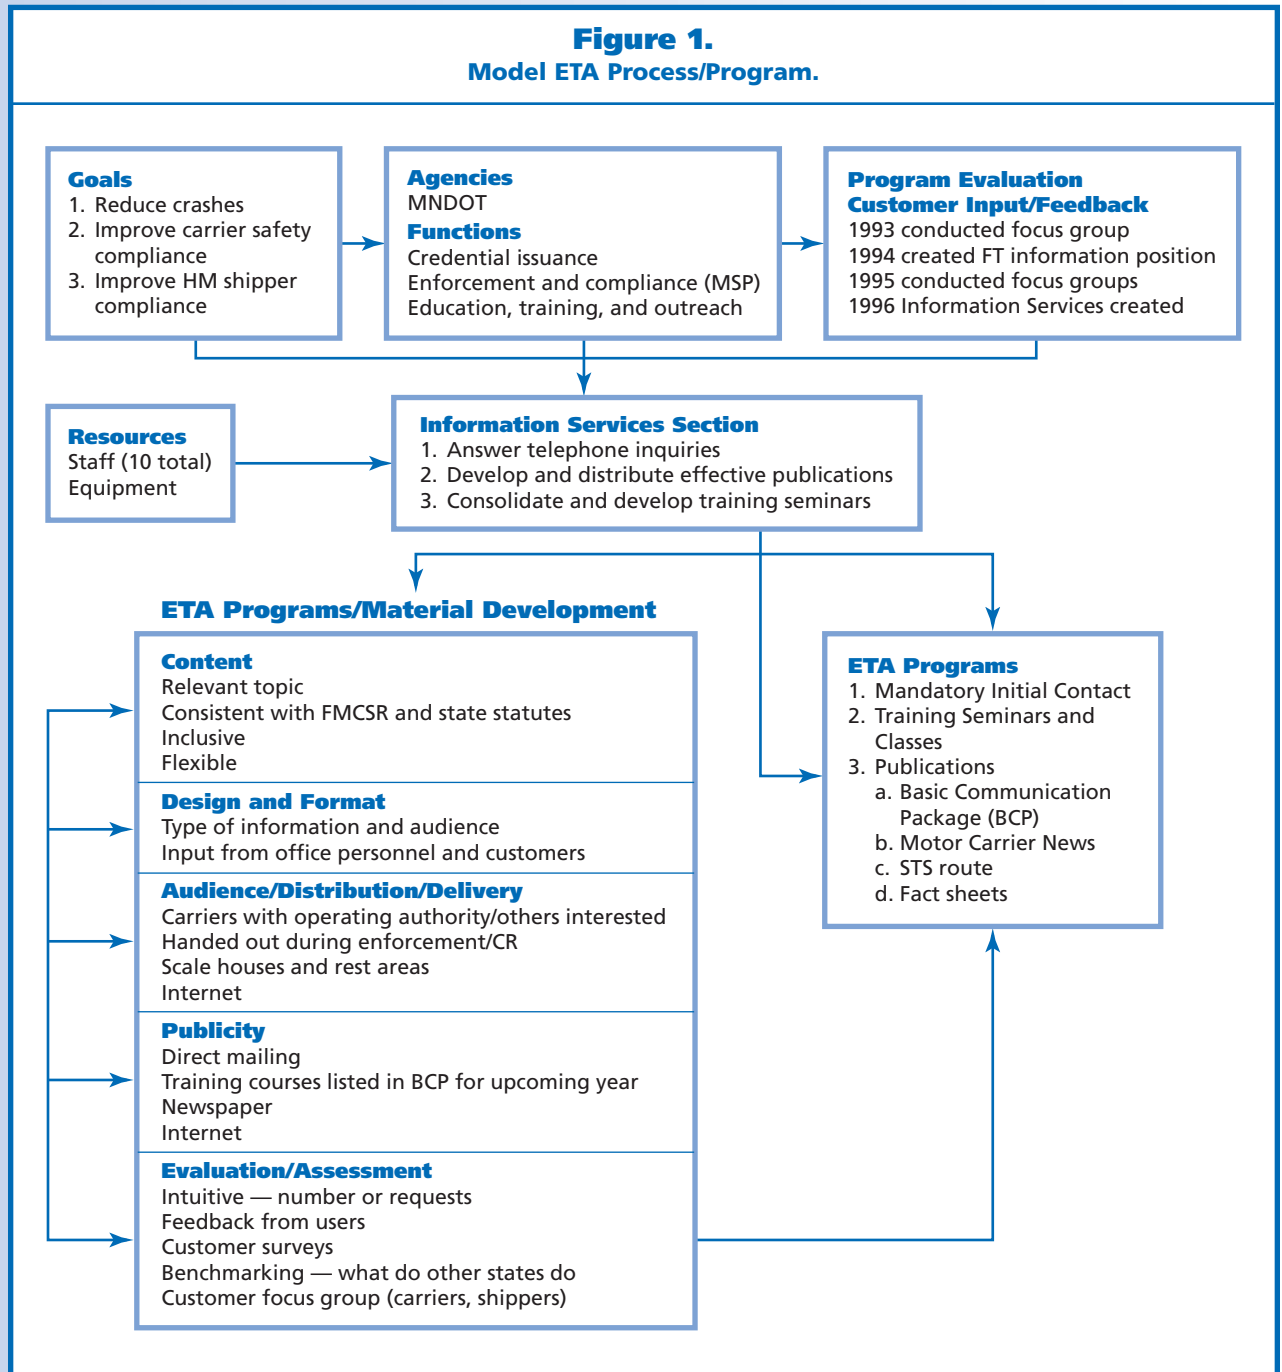 Figure 1.
Model ETA Process/Program.
Goals
1. Reduce crashes
2. Improve carrier safety
compliance
3. Improve HM shipper
compliance
Agencies
MNDOT
Functions
Credential issuance
Enforcement and compliance (MSP)
Education, training, and outreach
Program Evaluation
Customer Input/Feedback
1993 conducted focus group
1994 created FT information position
1995 conducted focus groups
1996 Information Services created
Resources
Staff (10 total)
Equipment
Information Services Section
1. Answer telephone inquiries
2. Develop and distribute effective publications
3. Consolidate and develop training seminars
ETA Programs/Material Development
Content
Relevant topic
Consistent with FMCSR and state statutes
Inclusive
Flexible
Design and Format
Type of information and audience
Input from office personnel and customers
Audience/Distribution/Delivery
Carriers with operating authority/others interested
Handed out during enforcement/CR
Scale houses and rest areas
Internet
Publicity
Direct mailing
Training courses listed in BCP for upcoming year
Newspaper
Internet
Evaluation/Assessment
Intuitive — number or requests
Feedback from users
Customer surveys
Benchmarking — what do other states do
Customer focus group (carriers, shippers)
ETA Programs
1. Mandatory Initial Contact
2. Training Seminars and
Classes
3. Publications
a. Basic Communication
Package (BCP)
b. Motor Carrier News
c. STS route
d. Fact sheets